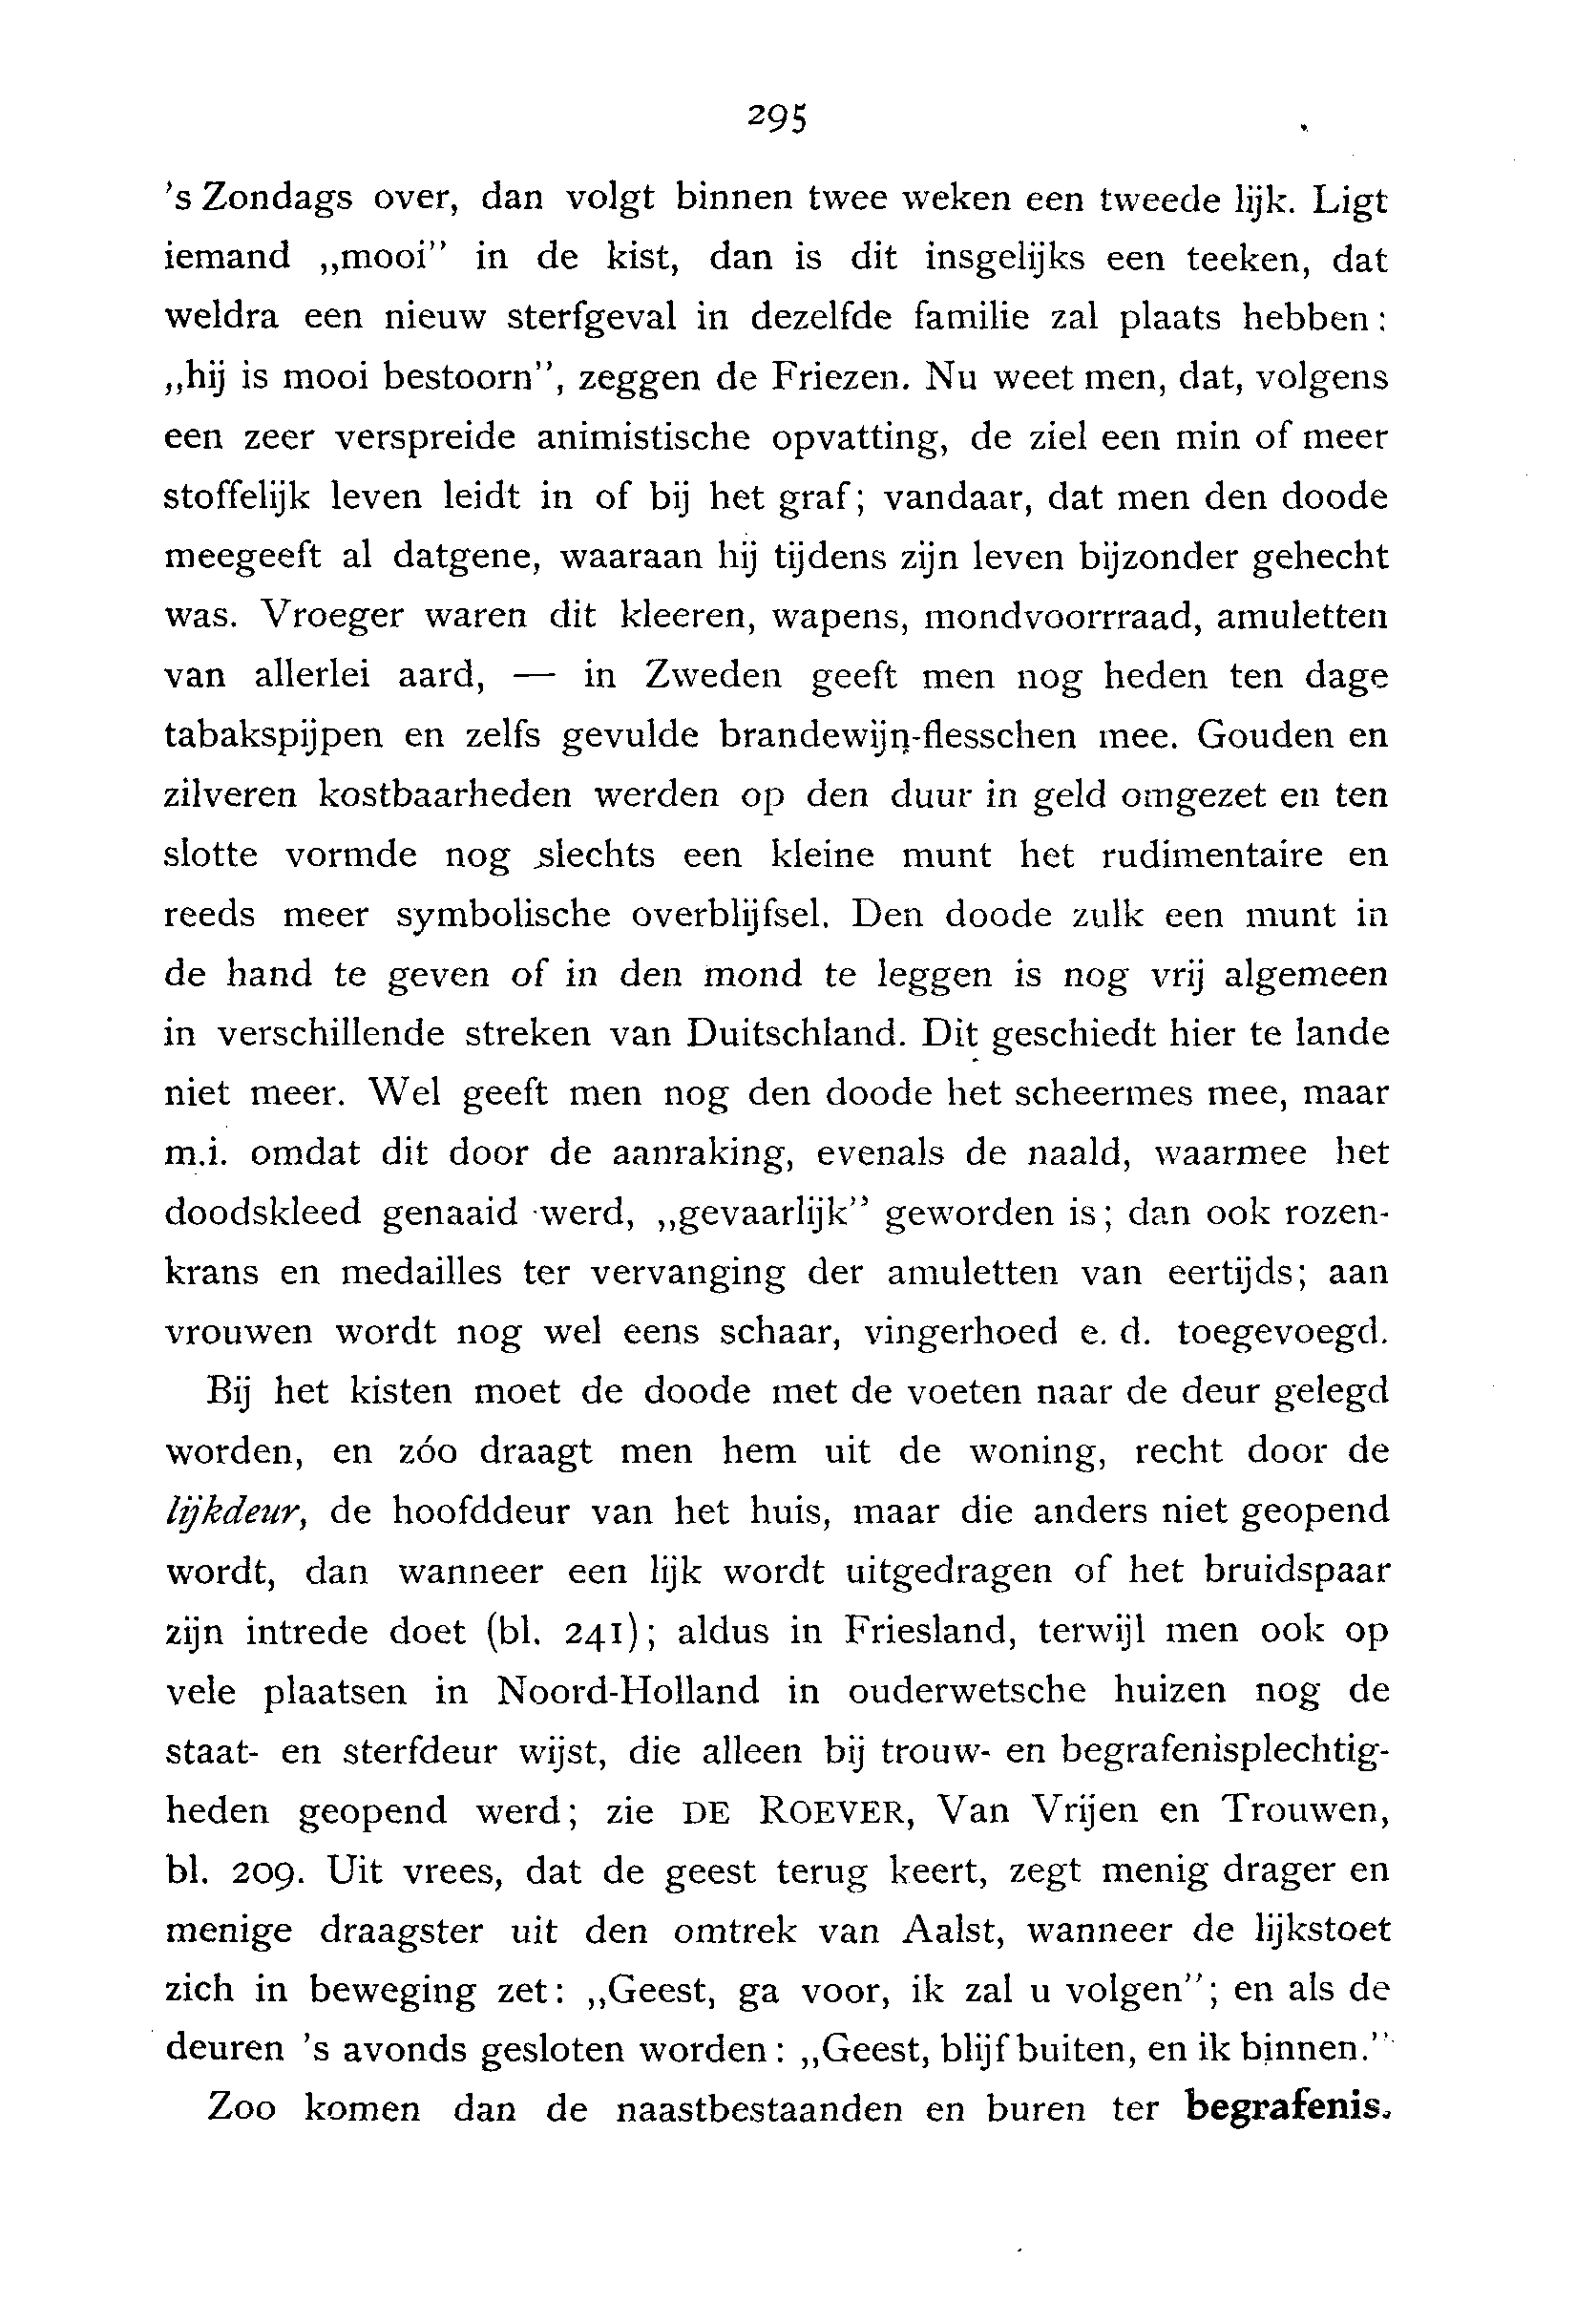 295
's Zondags over, dan volgt binnen twee weken een tweede lijk. Ligt
iemand „mooi” in de kist, dan is dit insgelijks een teeken, dat
weldra een nieuw sterfgeval in dezelfde familie zal plaats hebben:
„hij is mooi bestoorn”, zeggen de Friezen. Nu weet men, dat, volgens
een zeer verspreide animistische opvatting, de ziel een min of meer
stoffelijk leven leidt in of bij het graf; vandaar, dat men den doode
meegeeft al datgene, waaraan hij tijdens zijn leven bijzonder gehecht
was. Vroeger waren dit kleeren, wapens, mondvoorrraad, amuletten
van allerlei aard, — in Zweden geeft men nog heden ten dage
tabakspijpen en zelfs gevulde brandewijn-flesschen mee. Gouden en
zilveren kostbaarheden werden op den duur in geld omgezet en ten
slotte vormde nog slechts een kleine munt het rudimentaire en
reeds meer symbolische overblijfsel. Den doode zulk een munt in
de hand te geven of in den mond te leggen is nog vrij algemeen
in verschillende streken van Duitschland. Dit geschiedt hier te lande
niet meer. Wel geeft men nog den doode het scheermes mee, maar
m.i. omdat dit door de aanraking, evenals de naald, waarmee het
doodskleed genaaid werd, „gevaarlijk” geworden is; dan ook rozen-
krans en medailles ter vervanging der amuletten van eertijds; aan
vrouwen wordt nog wel eens schaar, vingerhoed e. d. toegevoegd.
Bij het kisten moet de doode met de voeten naar de deur gelegd
worden, en zóo draagt men hem uit de woning, recht door de
lijkdeur, de hoofddeur van het huis, maar die anders niet geopend
wordt, dan wanneer een lijk wordt uitgedragen of het bruidspaar
zijn intrede doet (bl. 241); aldus in Friesland, terwijl men ook op
vele plaatsen in Noord-Holland in ouderwetsche huizen nog de
staat- en sterfdeur wijst, die alleen bij trouw- en begrafenisplechtig-
heden geopend werd; zie DE ROEVER, Van Vrijen en Trouwen,
bl. 209. Uit vrees, dat de geest terug keert, zegt menig drager en
menige draagster uit den omtrek van Aalst, wanneer de lijkstoet
zich in beweging zet: „Geest, ga voor, ik zal u volgen”; en als de
deuren 's avonds gesloten worden: „Geest, blijf buiten, en ik binnen.”
Zoo komen dan de naastbestaanden en buren ter begrafenis.